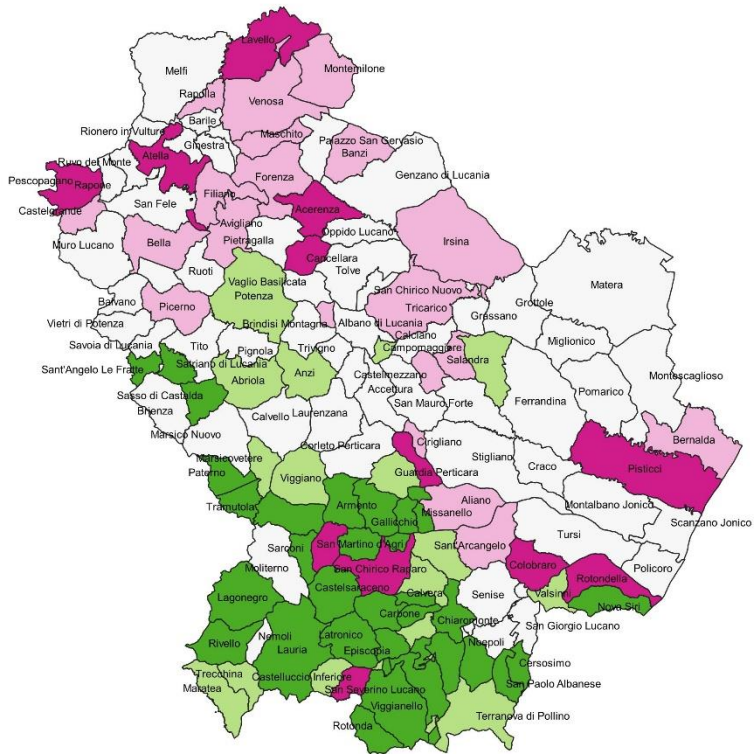 Lavello
Melfi
Montemilone
Rapolla
Venosa
Barile
Rionero in Vulture
Maschito
Ginestra
Palazzo San Gervasio
Atella
Banzi
Ruvo del Monte
Genzano di Lucania
Forenza
Pescopagano
Rapone
Filiano
San Fele
Acerenza
Castelgrande
Avigliano
Oppido Lucano
Muro Lucano
Bella
Pietragalla
Irsina
Cancellara
Ruoti
Tolve
Vaglio Basilicata
Matera
Potenza
San Chirico Nuovo
Balvano
Picerno
Tricarico
Grottole
Grassano
Vietri di Potenza
Brindisi Montagna
Albano di Lucania
Calciano
Miglionico
Savoia di Lucania
Tito
Pignola
Trivigno
Campomaggiore
Salandra
Sant'Angelo Le Fratte
Satriano di Lucania
Castelmezzano
Montescaglioso
Abriola
Anzi
Accettura
Pomarico
Sasso di Castalda
Ferrandina
Brienza
San Mauro Forte
Calvello
Laurenzana
Marsico Nuovo
Bernalda
Corleto Perticara
Cirigliano
Stigliano
Marsicovetere
Pisticci
Paterno
Viggiano
Guardia Perticara
Craco
Tramutola
Armento
Aliano
Montalbano Jonico
Gallicchio
Missanello
Scanzano Jonico
Tursi
Sarconi
San Martino d'Agri
Sant'Arcangelo
Moliterno
Colobraro
Policoro
San Chirico Raparo
Rotondella
Castelsaraceno
Calvera
Senise
Valsinni
Lagonegro
Nova Siri
Carbone
Chiaromonte
San Giorgio Lucano
Rivello
Nemoli
Latronico
Noepoli
Lauria
Episcopia
Cersosimo
Trecchina
Castelluccio Inferiore
San Paolo Albanese
Maratea
San Severino Lucano
Viggianello
Terranova di Pollino
Rotonda